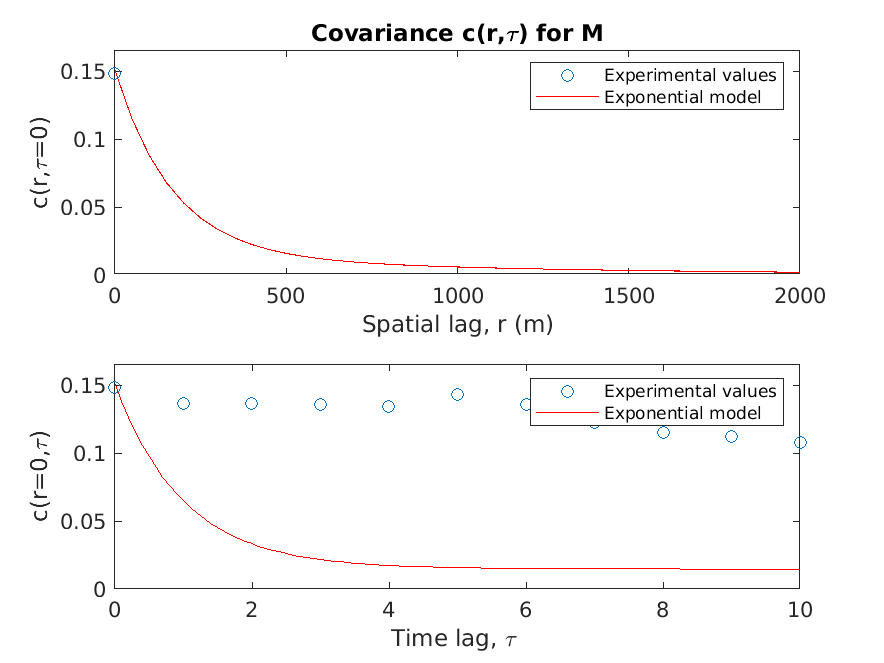 Covariance c(r,τ) for M
Experimental values
Exponential model
0.15
0.1
0.05
0
c(r,τ=0)
0 500 1000 1500 2000
Spatial lag, r (m)
Experimental values
Exponential model
0.15
0.1
0.05
0
c(r=0,τ)
0 2 4 6 8 10
Time lag, τ